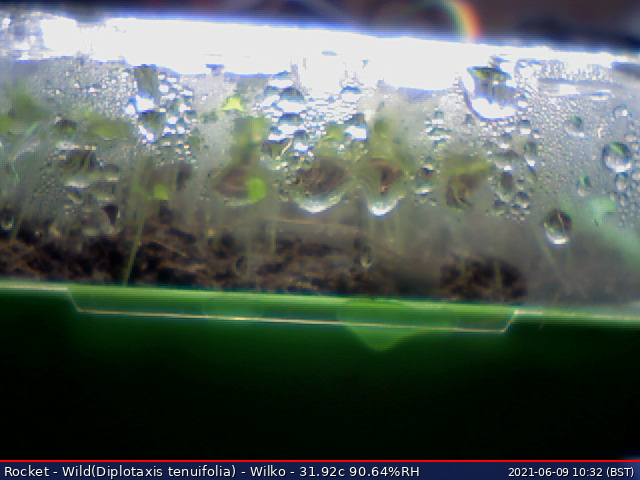 Rocket - Wild(Diplotaxis tenuifolia) - Wilko - 31.92c 90.64%RH
2021-06-09 10:32 (BST)